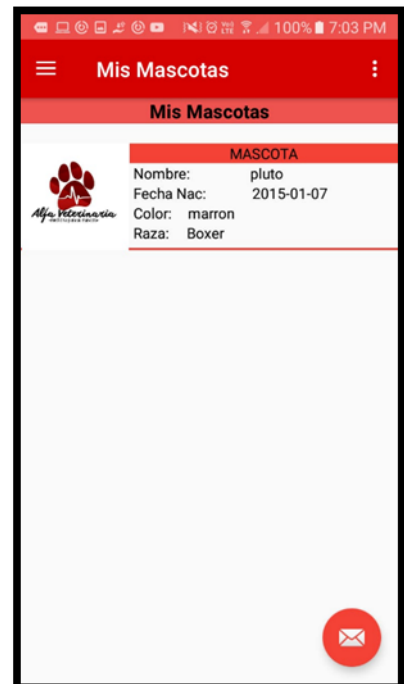 100% 7:03 PM
Mis Mascotas
Mis Mascotas
MASCOTA
Nombre: pluto
Fecha Nac: 2015-01-07
Color: marron
Raza: Boxer
Alfa Veterinaria